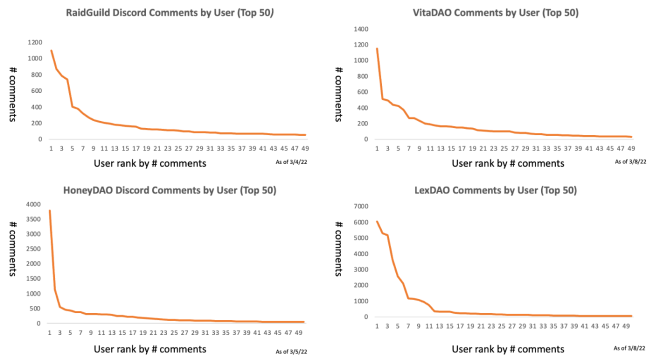 RaidGuild Discord Comments by User (Top 50)
# comments
1200
1000
800
600
400
200
0
1 3 5 7 9 11 13 15 17 19 21 23 25 27 29 31 33 35 37 39 41 43 45 47 49
User rank by # comments
As of 3/4/22
VitaDAO Comments by User (Top 50)
# comments
1400
1200
1000
800
600
400
200
0
1 3 5 7 9 11 13 15 17 19 21 23 25 27 29 31 33 35 37 39 41 43 45 47 49
User rank by # comments
As of 3/8/22
HoneyDAO Discord Comments by User (Top 50)
# comments
4000
3500
3000
2500
2000
1500
1000
500
0
1 3 5 7 9 11 13 15 17 19 21 23 25 27 29 31 33 35 37 39 41 43 45 47 49
User rank by # comments
As of 3/5/22
LexDAO Comments by User (Top 50)
# comments
7000
6000
5000
4000
3000
2000
1000
0
1 3 5 7 9 11 13 15 17 19 21 23 25 27 29 31 33 35 37 39 41 43 45 47 49
User rank by # comments
As of 3/8/22